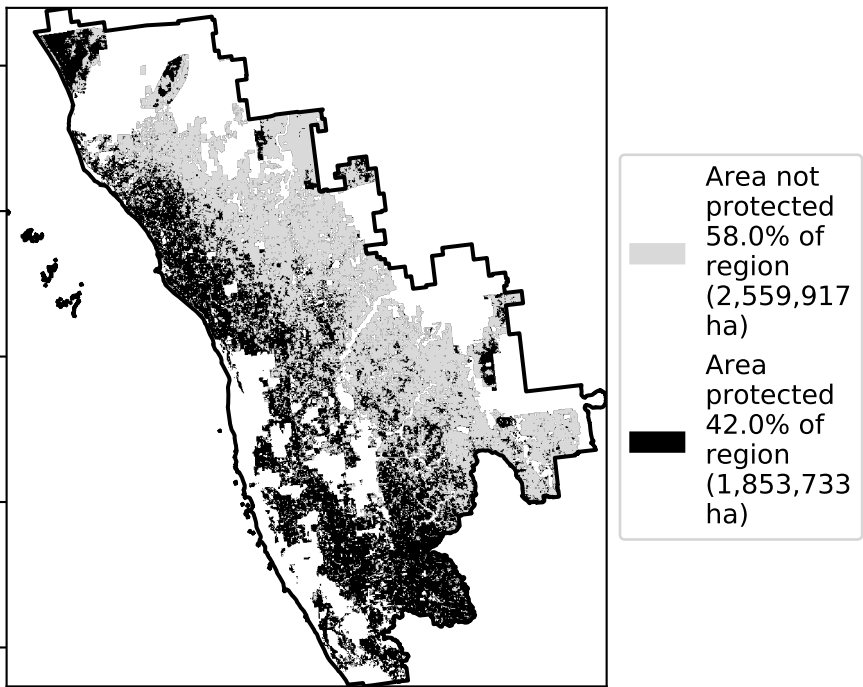 Area not
protected
58.0% of
region
(2,559,917
ha)
Area
protected
42.0% of
region
(1,853,733
ha)